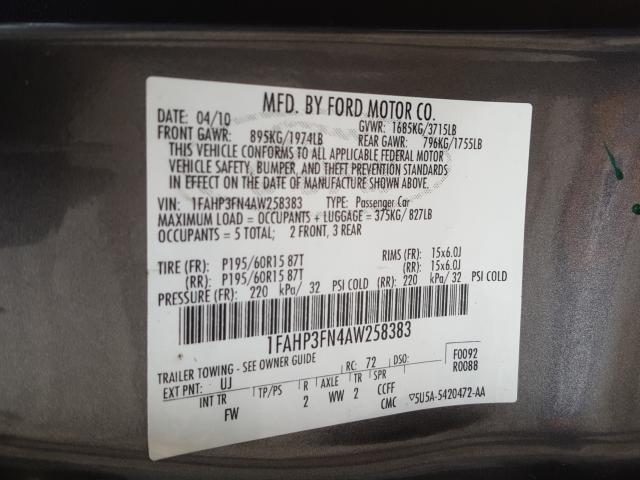 MFD. BY FORD MOTOR CO.
DATE: 04/10 GVWR: 1685KG/3715LB
FRONT GAWR: 895KG/1974LB REAR GAWR: 796KG/1755LB
THIS VEHICLE CONFORMS TO ALL APPLICABLE FEDERAL MOTOR
VEHICLE SAFETY, BUMPER, AND THEFT PREVENTION STANDARDS
IN EFFECT ON THE DATE OF MANUFACTURE SHOWN ABOVE.
VIN: 1FAHP3FN4AW258383 TYPE: Passenger Car
MAXIMUM LOAD = OCCUPANTS + LUGGAGE = 375KG/ 827LB
OCCUPANTS = 5 TOTAL; 2 FRONT, 3 REAR
TIRE (FR): P195/60R15 87T RIMS (FR): 15x6.0J
(RR): P195/60R15 87T (RR): 15x6.0J
PRESSURE (FR): 220 kPa/ 32 PSI COLD (RR): 220 kPa/ 32 PSI COLD
1FAHP3FN4AW258383
TRAILER TOWING - SEE OWNER GUIDE RC: 72 DSO: F0092
EXT PNT: UJ R0088
INT TR TP/PS R AXLE TR SPR
FW 2 WW 2 CCFF
CMC ▽5U5A-5420472-AA